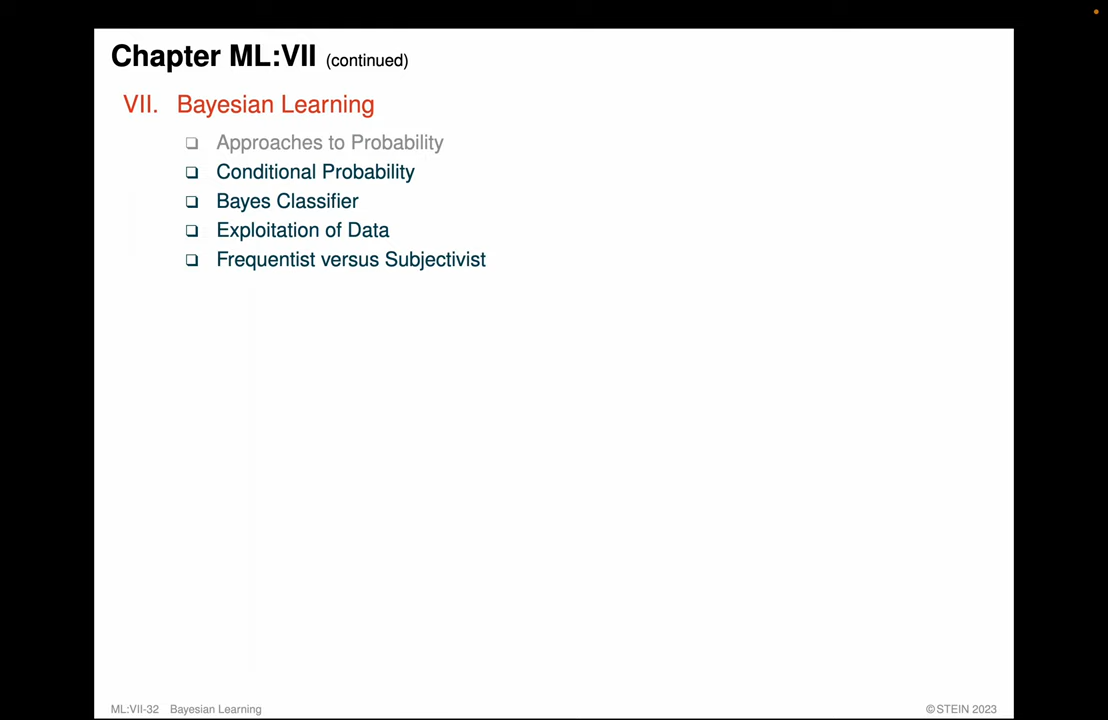 Chapter ML:VII (continued)
VII. Bayesian Learning
❑ Approaches to Probability
❑ Conditional Probability
❑ Bayes Classifier
❑ Exploitation of Data
❑ Frequentist versus Subjectivist
ML:VII-32 Bayesian Learning © STEIN 2023